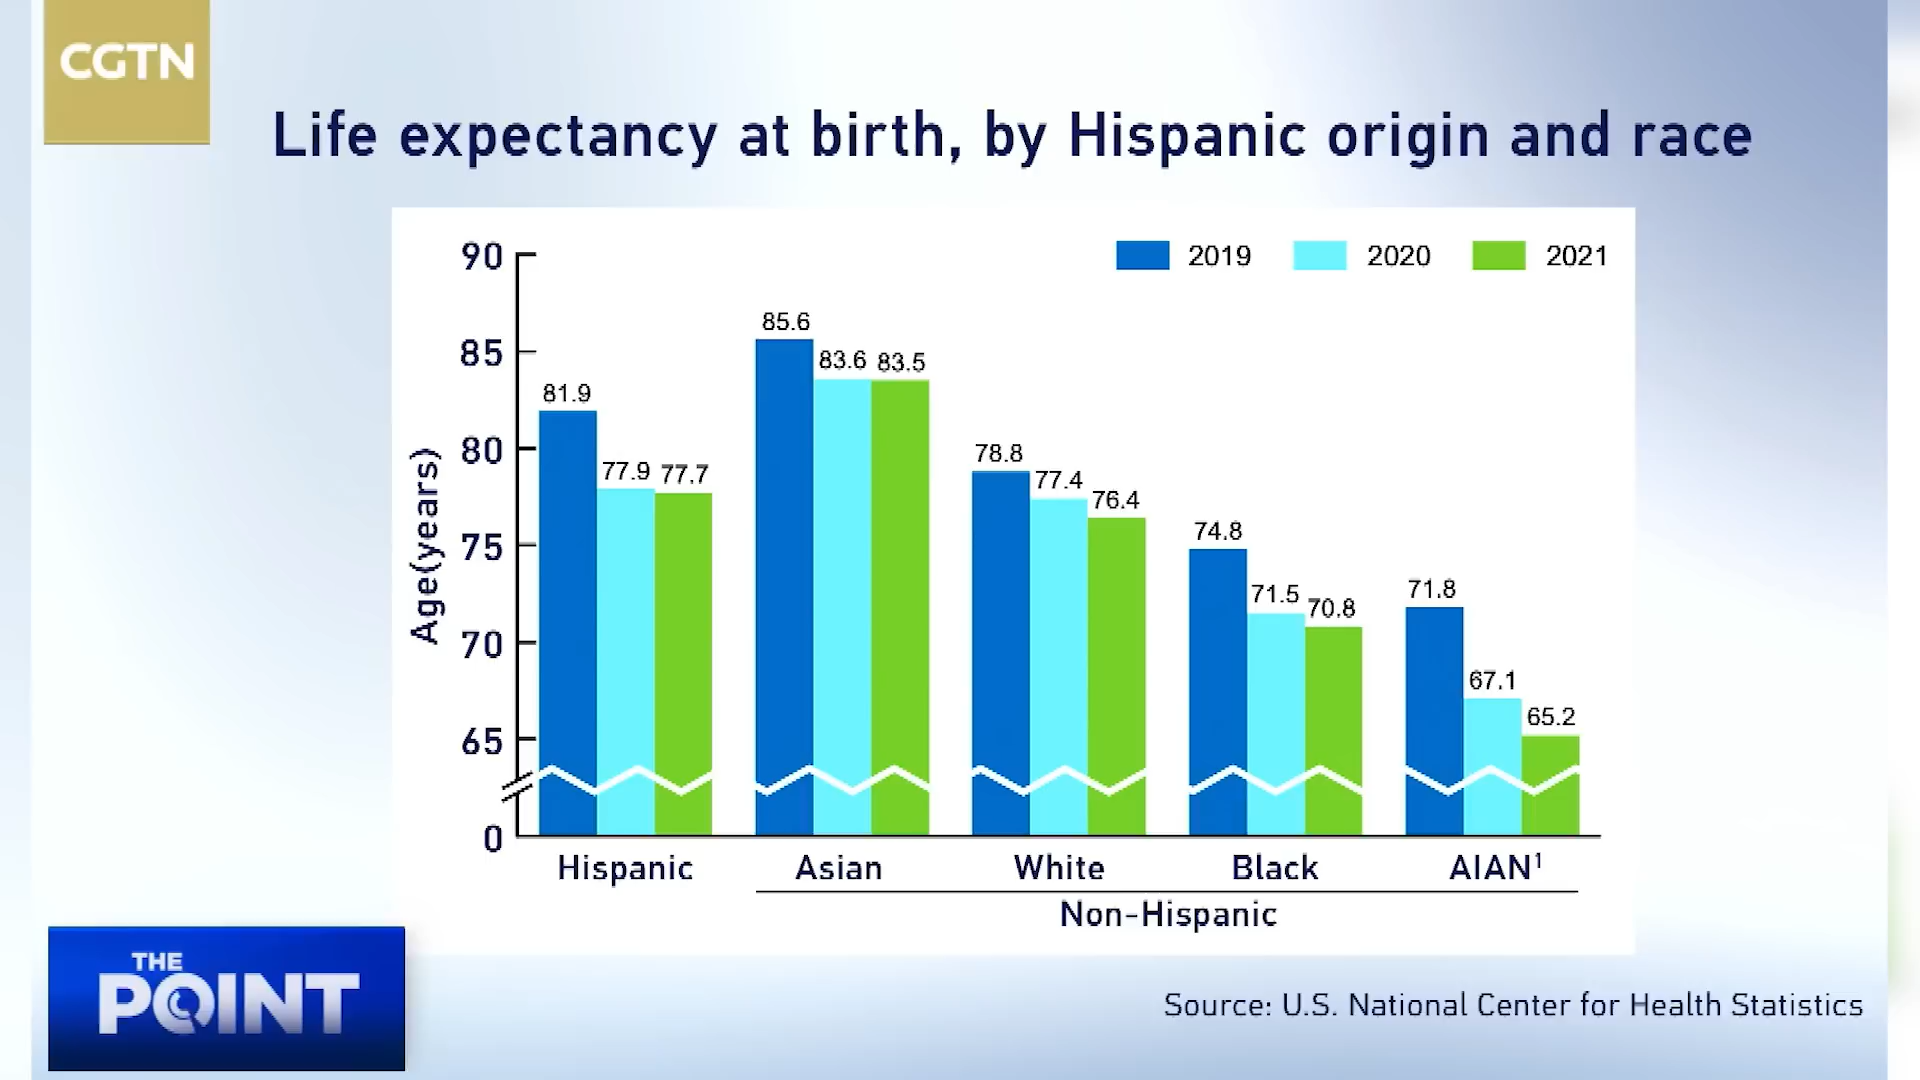 CGTN
Life expectancy at birth, by Hispanic origin and race
2019 2020 2021
90
85
80
75
70
65
0
Age(years)
81.9 77.9 77.7
85.6 83.6 83.5
78.8 77.4 76.4
74.8 71.5 70.8
71.8 67.1 65.2
Hispanic Asian White Black AIAN¹
Non-Hispanic
THE
POINT
Source: U.S. National Center for Health Statistics